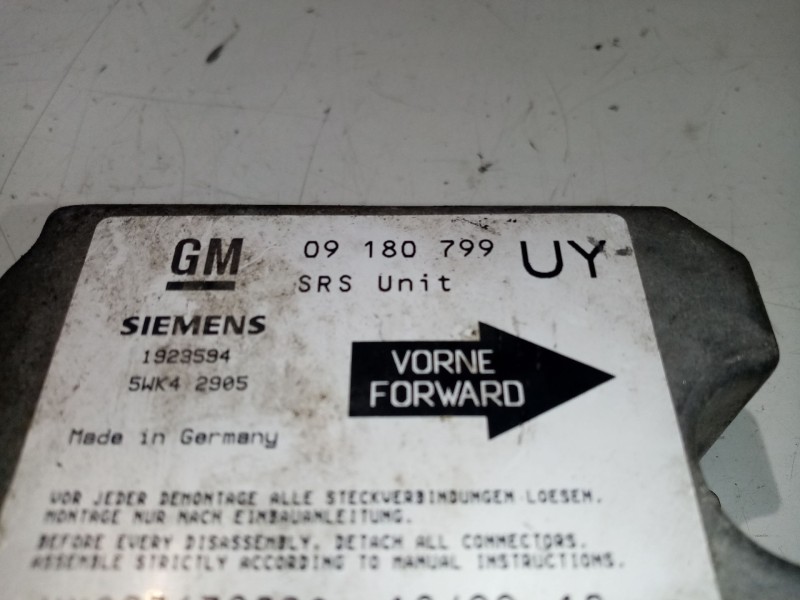 GM 09 180 799 UY
SRS Unit
SIEMENS
1923594
5WK4 2905
VORNE
FORWARD
Made in Germany
VOR JEDER DEMONTAGE ALLE STECKVERBINDUNGEN LOESEN.
MONTAGE NUR NACH EINBAUANLEITUNG.
BEFORE EVERY DISASSEMBLY, DETACH ALL CONNECTORS.
ASSEMBLE STRICTLY ACCORDING TO MANUAL INSTRUCTIONS.